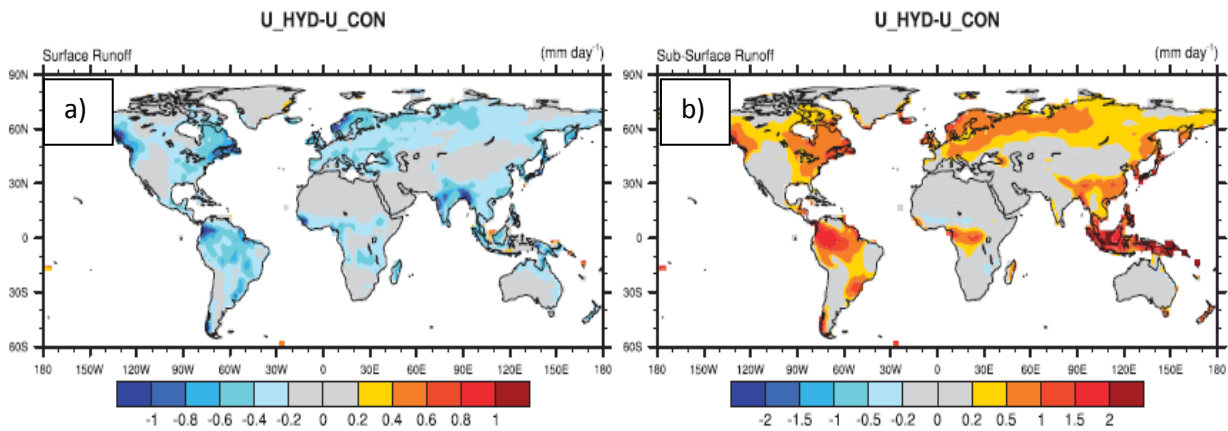 U_HYD-U_CON
Surface Runoff (mm day⁻¹)
a)
90N
60N
30N
0
30S
60S
180 150W 120W 90W 60W 30W 0 30E 60E 90E 120E 150E 180
-1 -0.8 -0.6 -0.4 -0.2 0 0.2 0.4 0.6 0.8 1
U_HYD-U_CON
Sub-Surface Runoff (mm day⁻¹)
b)
90N
60N
30N
0
30S
60S
180 150W 120W 90W 60W 30W 0 30E 60E 90E 120E 150E 180
-2 -1.5 -1 -0.5 -0.2 0 0.2 0.5 1 1.5 2